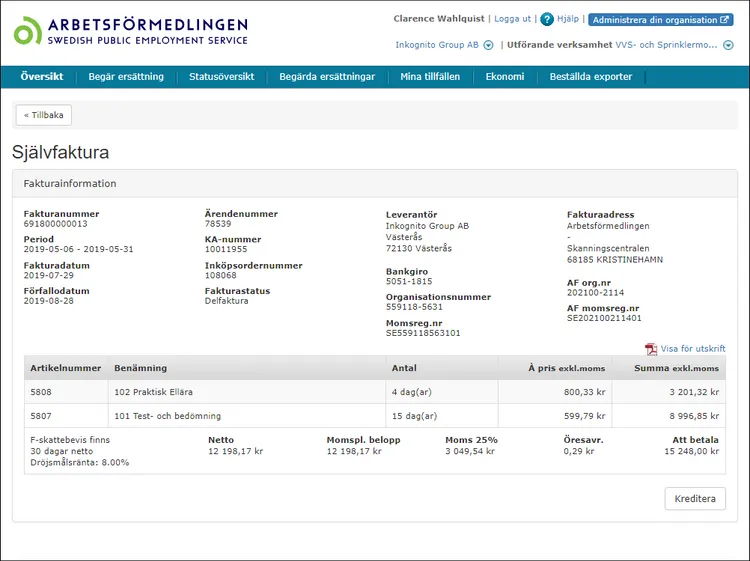 ARBETSFÖRMEDLINGEN
SWEDISH PUBLIC EMPLOYMENT SERVICE
Clarence Wahlquist | Logga ut | ? Hjälp | Administrera din organisation
Inkognito Group AB | Utförande verksamhet VVS- och Sprinklermo...
Översikt Begär ersättning Statusöversikt Begärda ersättningar Mina tillfällen Ekonomi Beställda exporter
« Tillbaka
Självfaktura
Fakturainformation
Fakturanummer
691800000013
Period
2019-05-06 - 2019-05-31
Fakturadatum
2019-07-29
Förfallodatum
2019-08-28
Ärendenummer
78539
KA-nummer
10011955
Inköpsordernummer
108068
Fakturastatus
Delfaktura
Leverantör
Inkognito Group AB
Västerås
72130 Västerås
Bankgiro
5051-1815
Organisationsnummer
559118-5631
Momsreg.nr
SE559118563101
Fakturaadress
Arbetsförmedlingen
-
Skanningscentralen
68185 KRISTINEHAMN
AF org.nr
202100-2114
AF momsreg.nr
SE202100211401
Visa för utskrift
Artikelnummer Benämning Antal À pris exkl.moms Summa exkl.moms
5808 102 Praktisk Ellära 4 dag(ar) 800,33 kr 3 201,32 kr
5807 101 Test- och bedömning 15 dag(ar) 599,79 kr 8 996,85 kr
F-skattebevis finns Netto Momspl. belopp Moms 25% Öresavr. Att betala
30 dagar netto 12 198,17 kr 12 198,17 kr 3 049,54 kr 0,29 kr 15 248,00 kr
Dröjsmålsränta: 8.00%
Kreditera